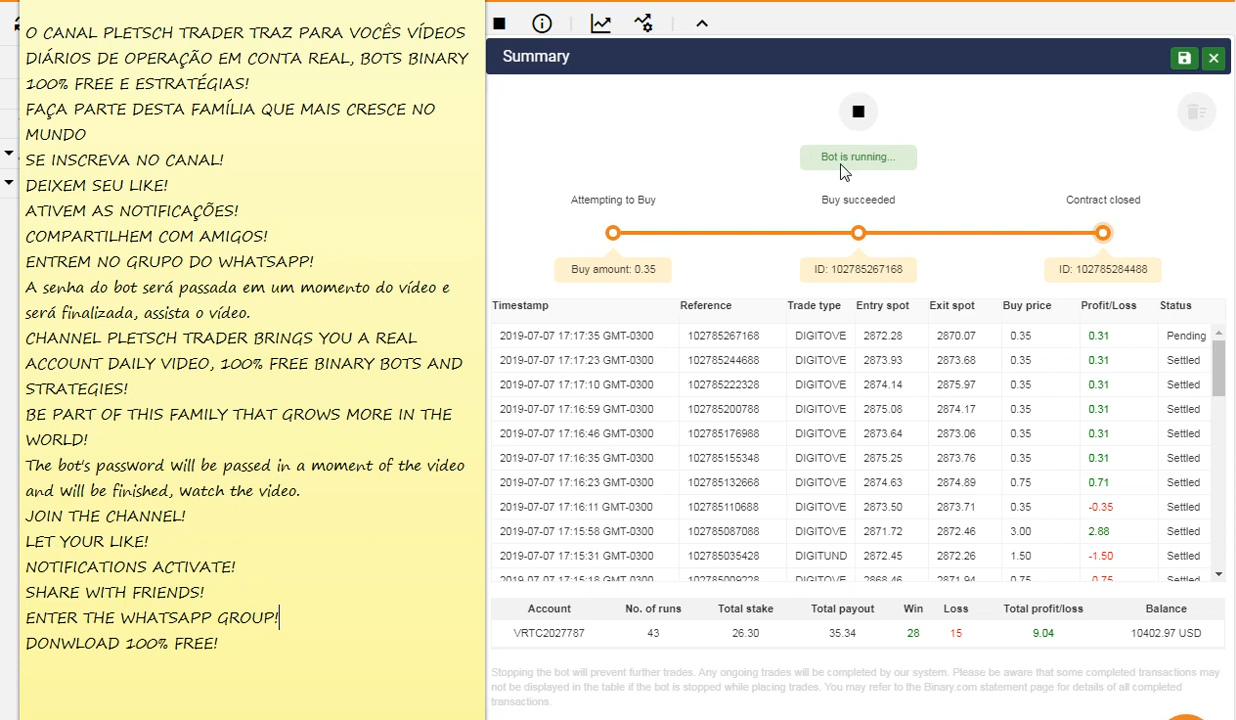 O CANAL PLETSCH TRADER TRAZ PARA VOCÊS VÍDEOS
DIÁRIOS DE OPERAÇÃO EM CONTA REAL, BOTS BINARY
100% FREE E ESTRATÉGIAS!
FAÇA PARTE DESTA FAMÍLIA QUE MAIS CRESCE NO
MUNDO
SE INSCREVA NO CANAL!
DEIXEM SEU LIKE!
ATIVEM AS NOTIFICAÇÕES!
COMPARTILHEM COM AMIGOS!
ENTREM NO GRUPO DO WHATSAPP!
A senha do bot será passada em um momento do vídeo e
será finalizada, assista o vídeo.
CHANNEL PLETSCH TRADER BRINGS YOU A REAL
ACCOUNT DAILY VIDEO, 100% FREE BINARY BOTS AND
STRATEGIES!
BE PART OF THIS FAMILY THAT GROWS MORE IN THE
WORLD!
The bot's password will be passed in a moment of the video
and will be finished, watch the video.
JOIN THE CHANNEL!
LET YOUR LIKE!
NOTIFICATIONS ACTIVATE!
SHARE WITH FRIENDS!
ENTER THE WHATSAPP GROUP!
DONWLOAD 100% FREE!
Summary
Bot is running...
Attempting to Buy Buy succeeded Contract closed
Buy amount: 0.35 ID: 102785267168 ID: 102785284488
Timestamp Reference Trade type Entry spot Exit spot Buy price Profit/Loss Status
2019-07-07 17:17:35 GMT-0300 102785267168 DIGITOVE 2872.28 2870.07 0.35 0.31 Pending
2019-07-07 17:17:23 GMT-0300 102785244688 DIGITOVE 2873.93 2873.68 0.35 0.31 Settled
2019-07-07 17:17:10 GMT-0300 102785222328 DIGITOVE 2874.14 2875.97 0.35 0.31 Settled
2019-07-07 17:16:59 GMT-0300 102785200788 DIGITOVE 2875.08 2874.17 0.35 0.31 Settled
2019-07-07 17:16:46 GMT-0300 102785176988 DIGITOVE 2873.64 2873.06 0.35 0.31 Settled
2019-07-07 17:16:35 GMT-0300 102785155348 DIGITOVE 2875.25 2873.76 0.35 0.31 Settled
2019-07-07 17:16:23 GMT-0300 102785132668 DIGITOVE 2874.63 2874.89 0.75 0.71 Settled
2019-07-07 17:16:11 GMT-0300 102785110688 DIGITOVE 2873.50 2873.71 0.35 -0.35 Settled
2019-07-07 17:15:58 GMT-0300 102785087088 DIGITOVE 2871.72 2872.46 3.00 2.88 Settled
2019-07-07 17:15:31 GMT-0300 102785035428 DIGITUND 2872.45 2872.26 1.50 -1.50 Settled
2019-07-07 17:15:18 GMT-0300 102785009228 DIGITOVE 2868.46 2871.94 0.75 -0.75 Settled
Account No. of runs Total stake Total payout Win Loss Total profit/loss Balance
VRTC2027787 43 26.30 35.34 28 15 9.04 10402.97 USD
Stopping the bot will prevent further trades. Any ongoing trades will be completed by our system. Please be aware that some completed transactions may
not be displayed in the table if the bot is stopped while placing trades. You may refer to the Binary.com statement page for details of all completed
transactions.